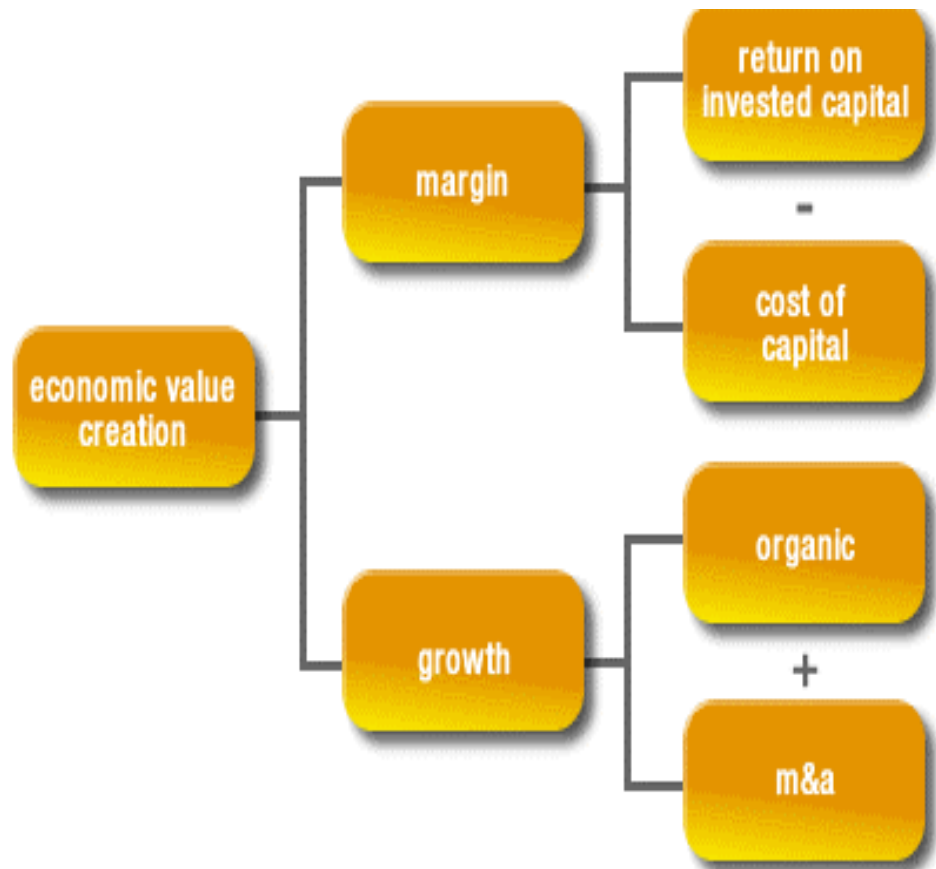 return on
invested capital
margin
-
cost of
capital
economic value
creation
organic
growth
+
m&a